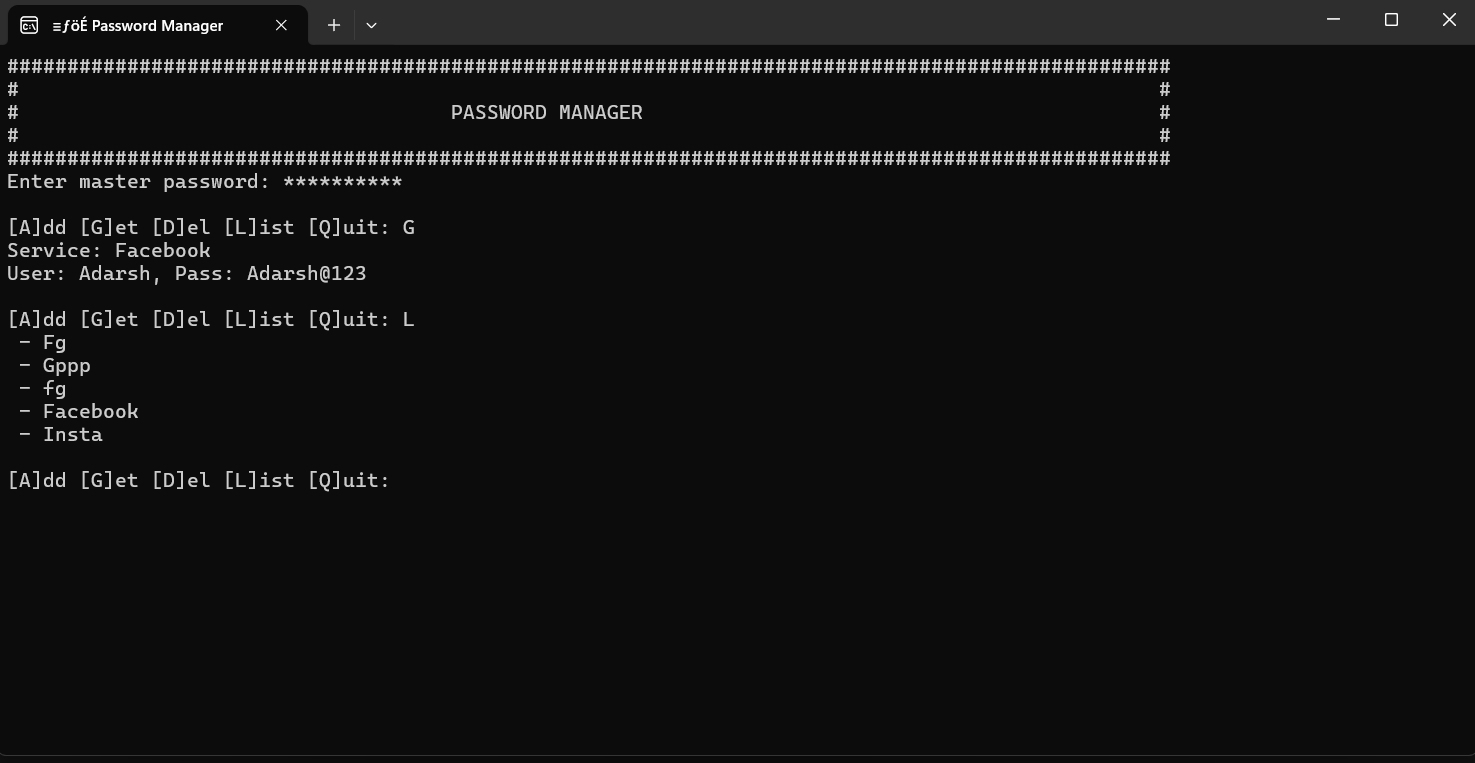 ≡ƒöÉ Password Manager
#################################################################################################
#                                                                                               #
#                                    PASSWORD MANAGER                                           #
#                                                                                               #
#################################################################################################
Enter master password: **********
[A]dd [G]et [D]el [L]ist [Q]uit: G
Service: Facebook
User: Adarsh, Pass: Adarsh@123
[A]dd [G]et [D]el [L]ist [Q]uit: L
- Fg
- Gppp
- fg
- Facebook
- Insta
[A]dd [G]et [D]el [L]ist [Q]uit: